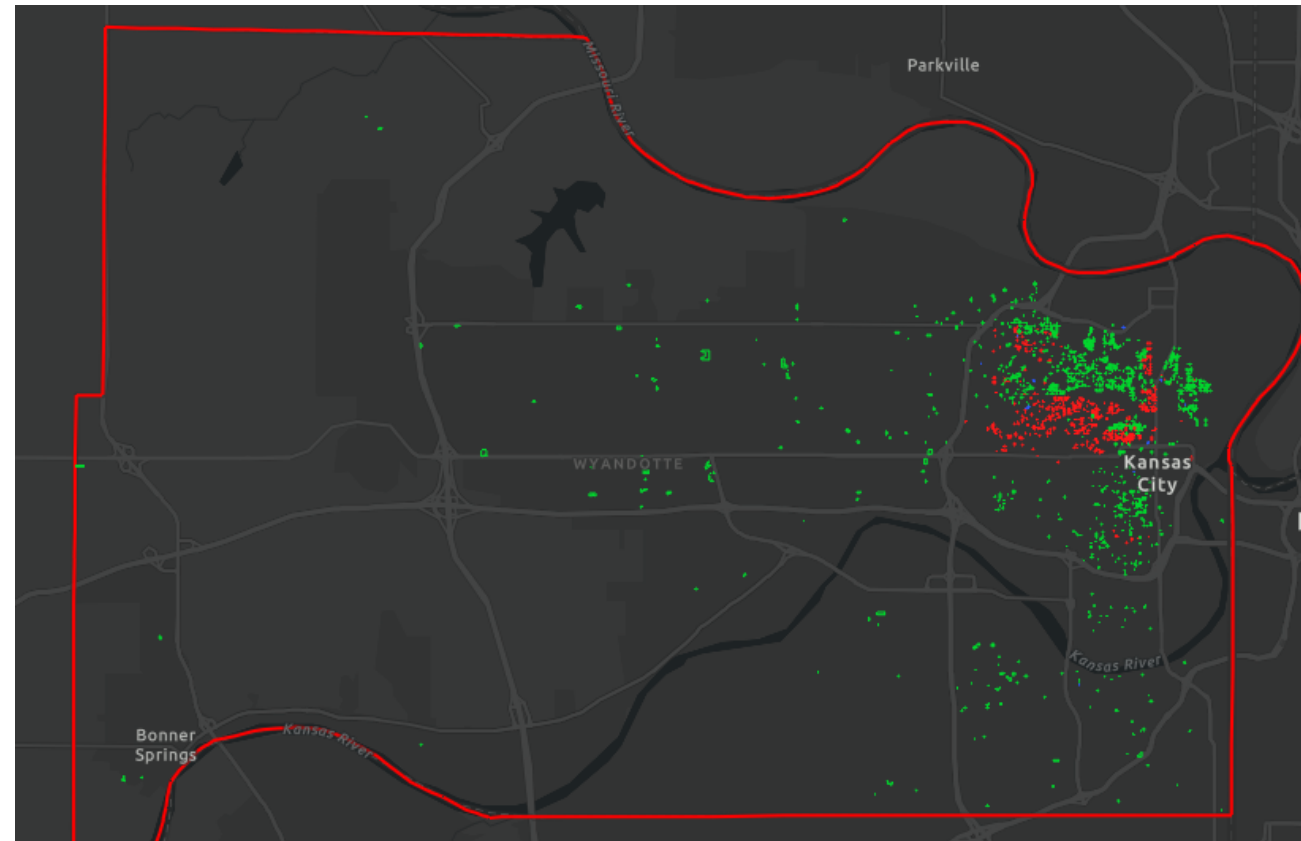 Missouri River
Parkville
WYANDOTTE
Kansas
City
Kansas River
Bonner
Springs
Kansas River